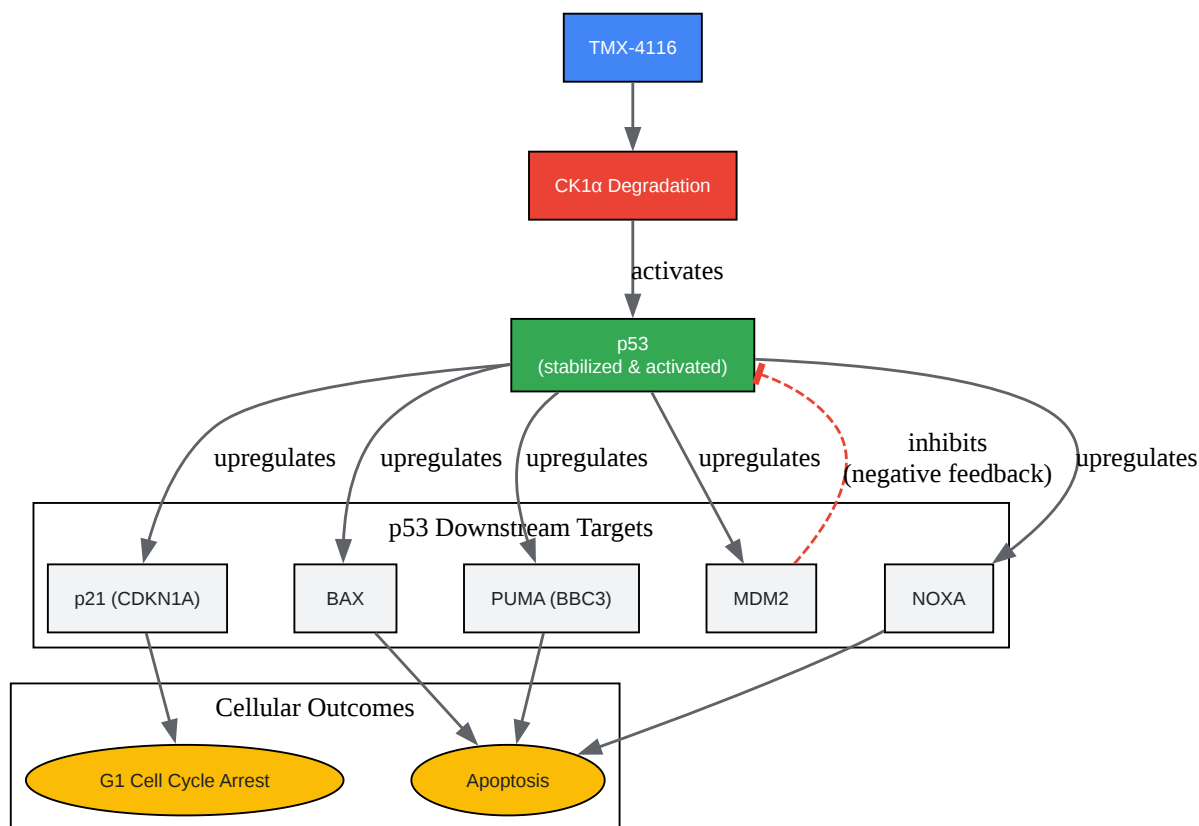 TMX-4116
CK1α Degradation
activates
p53
(stabilized & activated)
upregulates
upregulates
upregulates
upregulates
inhibits
(negative feedback)
upregulates
p53 Downstream Targets
p21 (CDKN1A)
BAX
PUMA (BBC3)
MDM2
NOXA
Cellular Outcomes
G1 Cell Cycle Arrest
Apoptosis